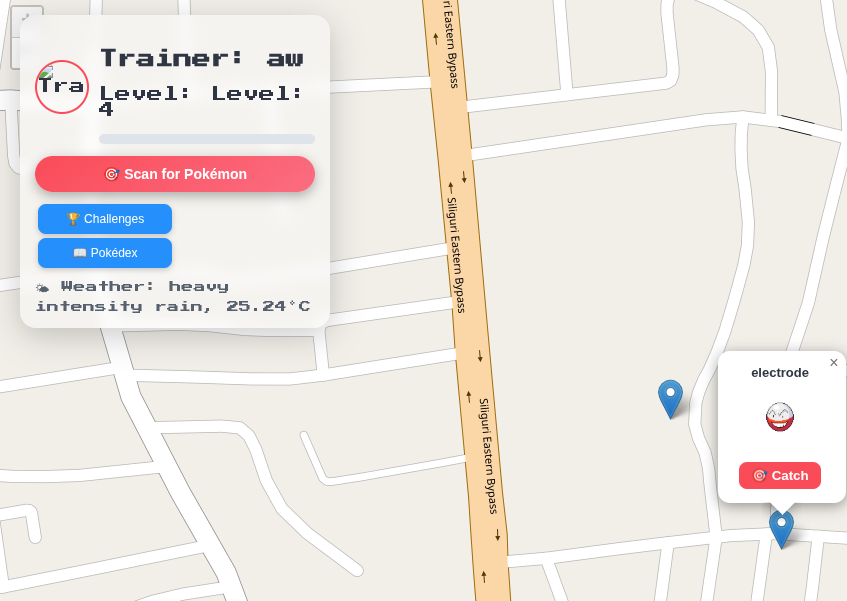 Trainer: aw
Tra
Level: Level:
4
🎯 Scan for Pokémon
🏆 Challenges
📖 Pokédex
🌤 Weather: heavy
intensity rain, 25.24°C
ri Eastern Bypass
Siliguri Eastern Bypass
Siliguri Eastern Bypass
×
electrode
🎯 Catch